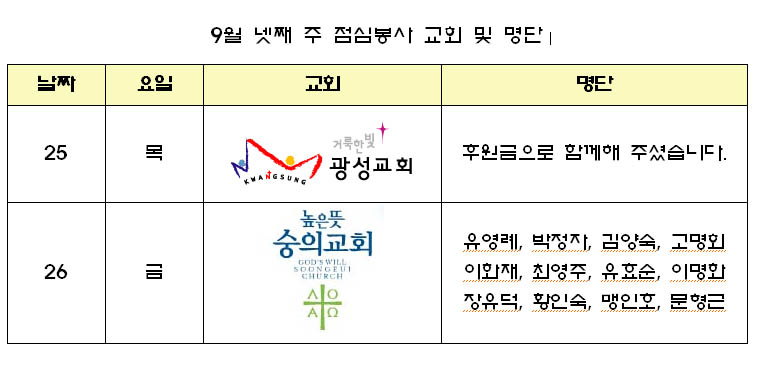 9월 넷째 주 점심봉사 교회 및 명단
날짜 요일 교회 명단
25 목 거룩한빛 광성교회 KWANGSUNG 후원금으로 함께해 주셨습니다.
26 금
높은뜻
숭의교회
GOD'S WILL
SOONGEUI
CHURCH
Λ Ο
Λ Ω
유영례, 박정자, 김양숙, 고명희
이화재, 최영주, 유효순, 이명화
장유덕, 황인숙, 맹인호, 문형근